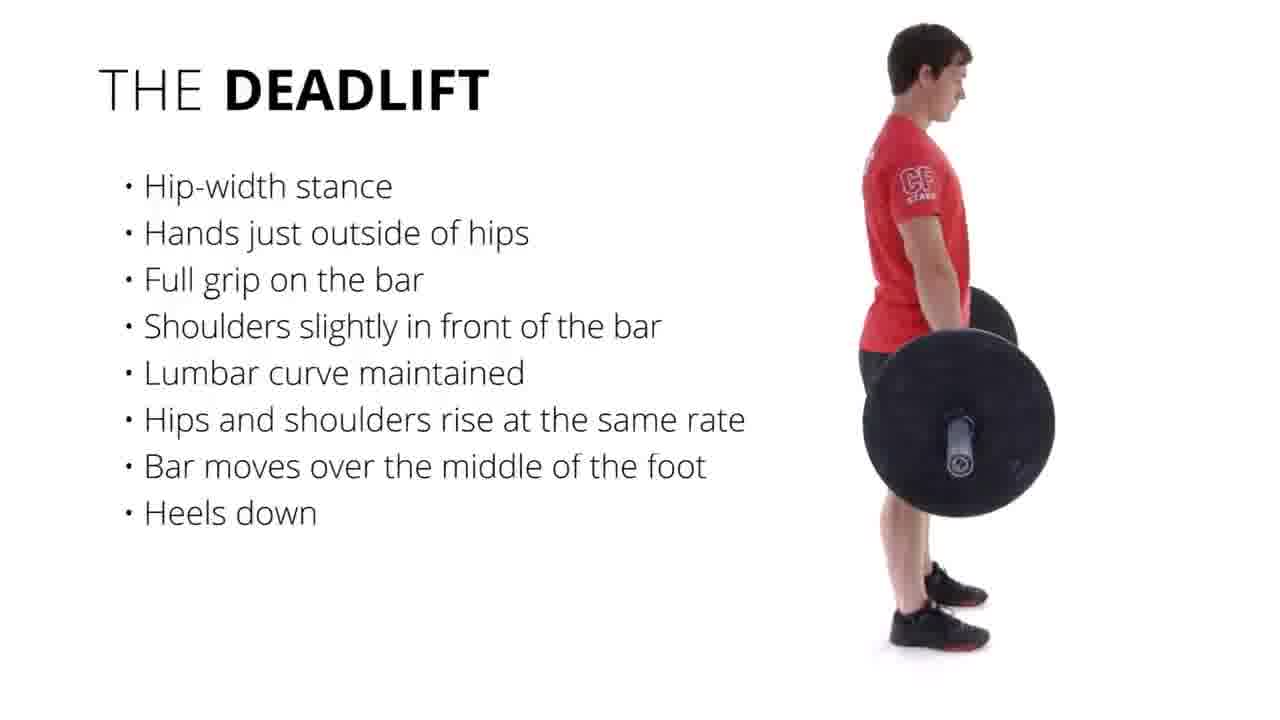 THE DEADLIFT
• Hip-width stance
• Hands just outside of hips
• Full grip on the bar
• Shoulders slightly in front of the bar
• Lumbar curve maintained
• Hips and shoulders rise at the same rate
• Bar moves over the middle of the foot
• Heels down
CF